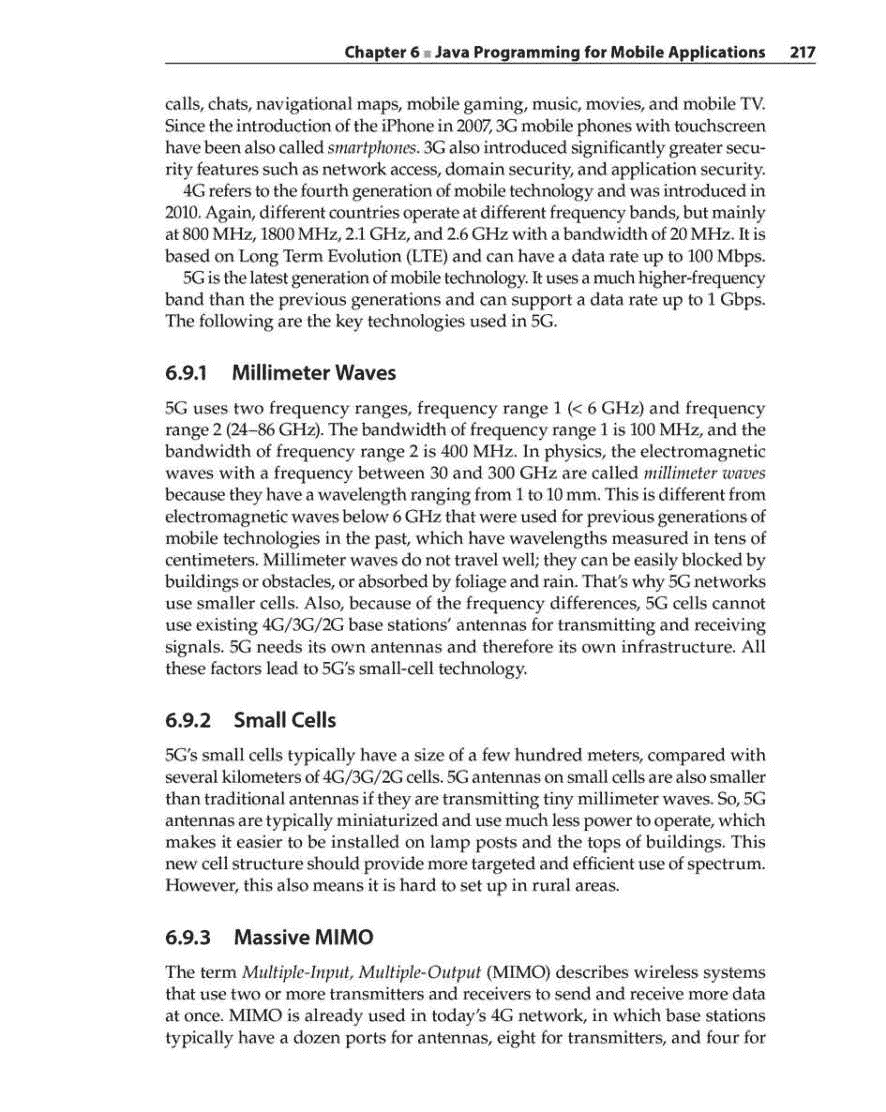 Chapter 6 ■ Java Programming for Mobile Applications 217
calls, chats, navigational maps, mobile gaming, music, movies, and mobile TV.
Since the introduction of the iPhone in 2007, 3G mobile phones with touchscreen
have been also called smartphones. 3G also introduced significantly greater secu-
rity features such as network access, domain security, and application security.
4G refers to the fourth generation of mobile technology and was introduced in
2010. Again, different countries operate at different frequency bands, but mainly
at 800 MHz, 1800 MHz, 2.1 GHz, and 2.6 GHz with a bandwidth of 20 MHz. It is
based on Long Term Evolution (LTE) and can have a data rate up to 100 Mbps.
5G is the latest generation of mobile technology. It uses a much higher-frequency
band than the previous generations and can support a data rate up to 1 Gbps.
The following are the key technologies used in 5G.
6.9.1 Millimeter Waves
5G uses two frequency ranges, frequency range 1 (< 6 GHz) and frequency
range 2 (24–86 GHz). The bandwidth of frequency range 1 is 100 MHz, and the
bandwidth of frequency range 2 is 400 MHz. In physics, the electromagnetic
waves with a frequency between 30 and 300 GHz are called millimeter waves
because they have a wavelength ranging from 1 to 10 mm. This is different from
electromagnetic waves below 6 GHz that were used for previous generations of
mobile technologies in the past, which have wavelengths measured in tens of
centimeters. Millimeter waves do not travel well; they can be easily blocked by
buildings or obstacles, or absorbed by foliage and rain. That's why 5G networks
use smaller cells. Also, because of the frequency differences, 5G cells cannot
use existing 4G/3G/2G base stations' antennas for transmitting and receiving
signals. 5G needs its own antennas and therefore its own infrastructure. All
these factors lead to 5G's small-cell technology.
6.9.2 Small Cells
5G's small cells typically have a size of a few hundred meters, compared with
several kilometers of 4G/3G/2G cells. 5G antennas on small cells are also smaller
than traditional antennas if they are transmitting tiny millimeter waves. So, 5G
antennas are typically miniaturized and use much less power to operate, which
makes it easier to be installed on lamp posts and the tops of buildings. This
new cell structure should provide more targeted and efficient use of spectrum.
However, this also means it is hard to set up in rural areas.
6.9.3 Massive MIMO
The term Multiple-Input, Multiple-Output (MIMO) describes wireless systems
that use two or more transmitters and receivers to send and receive more data
at once. MIMO is already used in today's 4G network, in which base stations
typically have a dozen ports for antennas, eight for transmitters, and four for